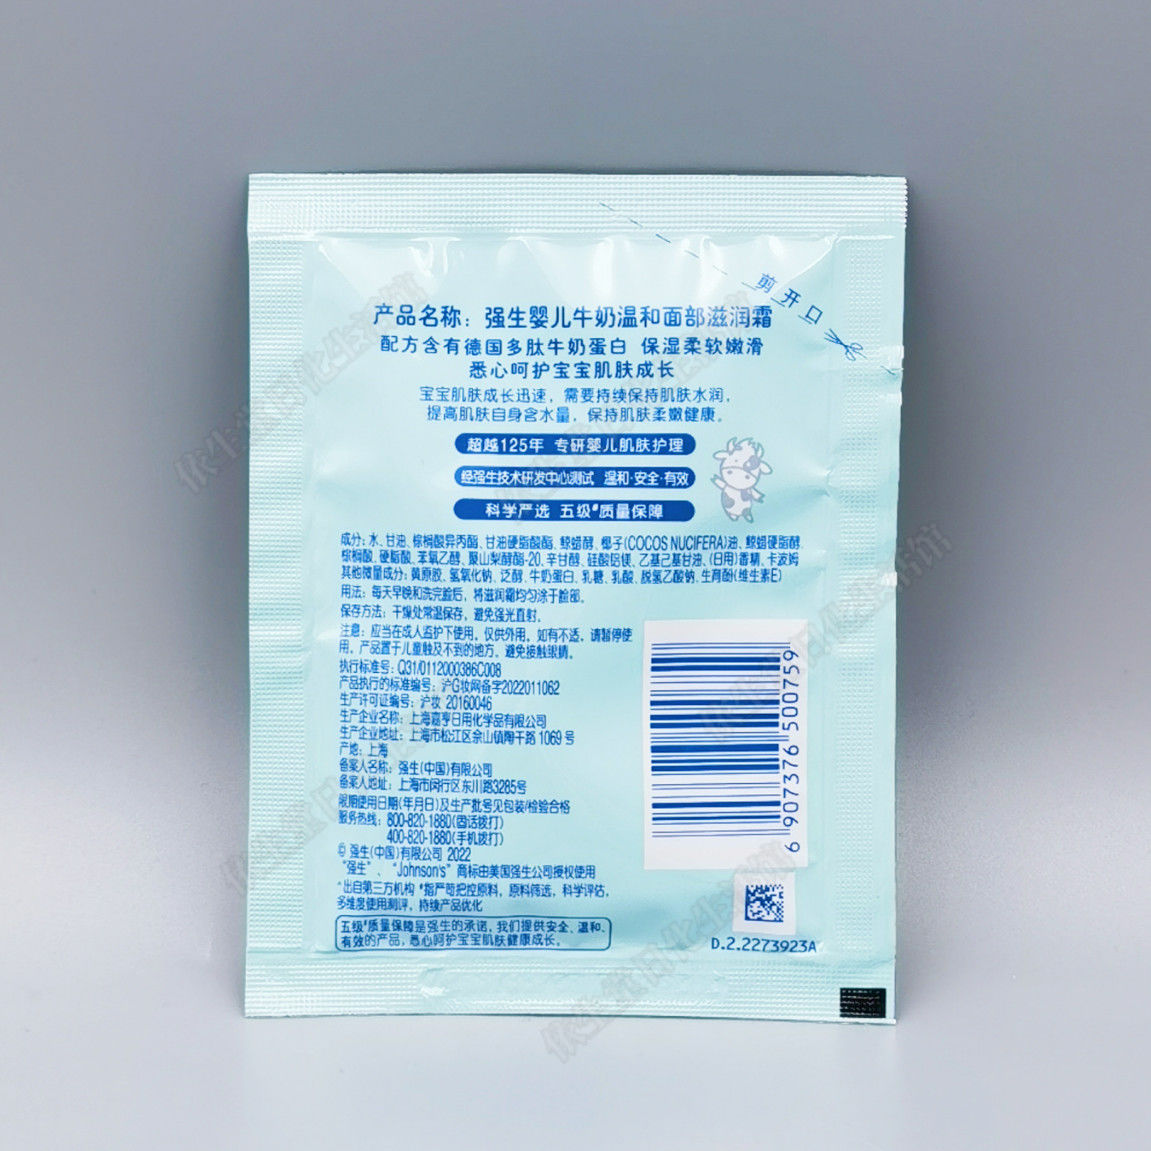 剪开口
产品名称：强生婴儿牛奶温和面部滋润霜
配方含有德国多肽牛奶蛋白 保湿柔软嫩滑
悉心呵护宝宝肌肤成长
宝宝肌肤成长迅速，需要持续保持肌肤水润，
提高肌肤自身含水量，保持肌肤柔嫩健康。
超越125年 专研婴儿肌肤护理
经强生技术研发中心测试 温和·安全·有效
科学严选 五级#质量保障
成分：水、甘油、棕榈酸异丙酯、甘油硬脂酸酯、鲸蜡醇、椰子(COCOS NUCIFERA)油、鲸蜡硬脂醇、
棕榈酸、硬脂酸、苯氧乙醇、聚山梨醇酯-20、辛甘醇、硅酸铝镁、乙基己基甘油、(日用)香精、卡波姆
其他微量成分：黄原胶、氢氧化钠、泛醇、牛奶蛋白、乳糖、乳酸、脱氢乙酸钠、生育酚(维生素E)
用法：每天早晚和洗完脸后，将滋润霜均匀涂于脸部。
保存方法：干燥处常温保存，避免强光直射。
注意：应当在成人监护下使用。仅供外用。如有不适，请暂停使
用。产品置于儿童触及不到的地方。避免接触眼睛。
执行标准号：Q31/0112000386C008
产品执行的标准编号：沪G妆网备字2022011062
生产许可证编号：沪妆 20160046
生产企业名称：上海嘉亨日用化学品有限公司
生产企业地址：上海市松江区佘山镇陶干路 1069 号
产地：上海
备案人名称：强生(中国)有限公司
备案人地址：上海市闵行区东川路3285号
限期使用日期(年月日)及生产批号见包装/检验合格
服务热线：800-820-1880(固话拨打)
400-820-1880(手机拨打)
© 强生(中国)有限公司 2022
“强生”、“Johnson's”商标由美国强生公司授权使用
^出自第三方机构 #指严苛把控原料，原料筛选，科学评估，
多维度使用测评，持续产品优化
五级#质量保障是强生的承诺。我们提供安全、温和、
有效的产品，悉心呵护宝宝肌肤健康成长。
6 907376 500759
D.2.2273923A